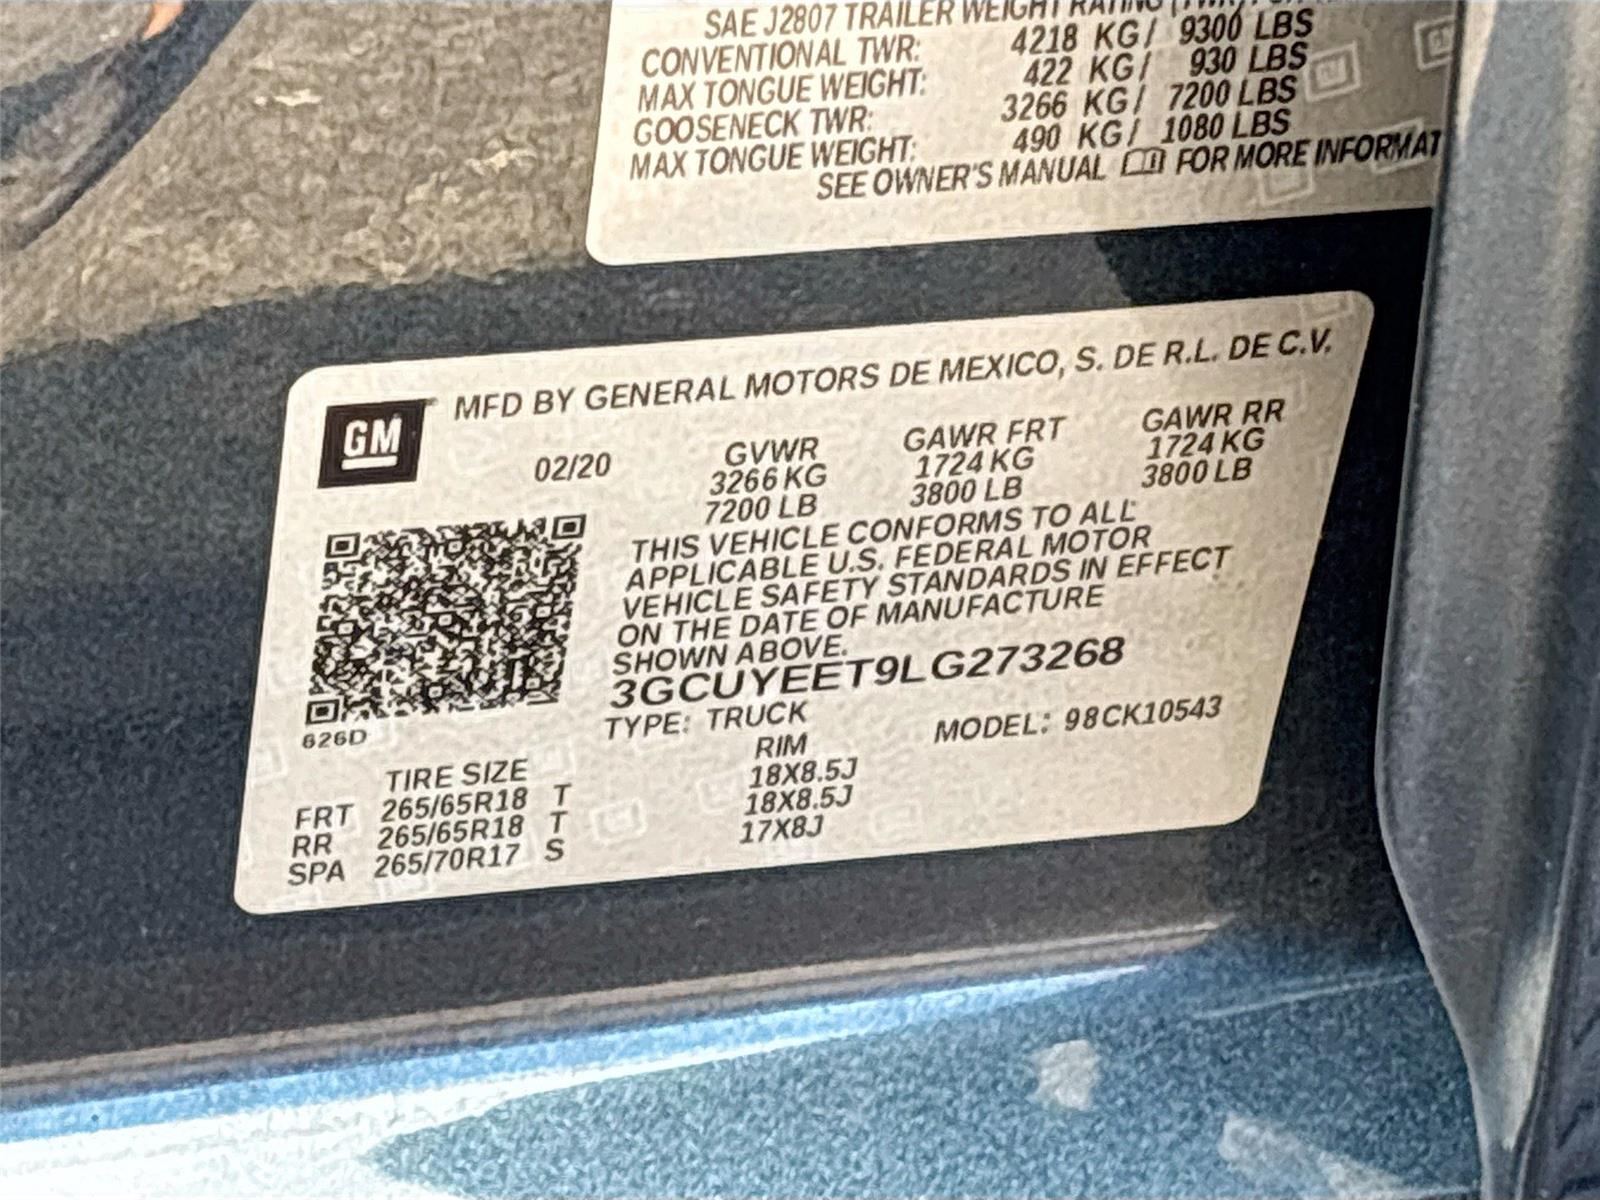 SAE J2807 TRAILER WEIGHT RATING (TWR)
CONVENTIONAL TWR: 4218 KG/ 9300 LBS
MAX TONGUE WEIGHT: 422 KG/ 930 LBS
GOOSENECK TWR: 3266 KG/ 7200 LBS
MAX TONGUE WEIGHT: 490 KG/ 1080 LBS
SEE OWNER'S MANUAL FOR MORE INFORMAT
GM
MFD BY GENERAL MOTORS DE MEXICO, S. DE R.L. DE C.V.
02/20 GVWR GAWR FRT GAWR RR
3266 KG 1724 KG 1724 KG
7200 LB 3800 LB 3800 LB
THIS VEHICLE CONFORMS TO ALL
APPLICABLE U.S. FEDERAL MOTOR
VEHICLE SAFETY STANDARDS IN EFFECT
ON THE DATE OF MANUFACTURE
SHOWN ABOVE.
3GCUYEET9LG273268
TYPE: TRUCK MODEL: 98CK10543
626D
TIRE SIZE RIM
FRT 265/65R18 T 18X8.5J
RR 265/65R18 T 18X8.5J
SPA 265/70R17 S 17X8J